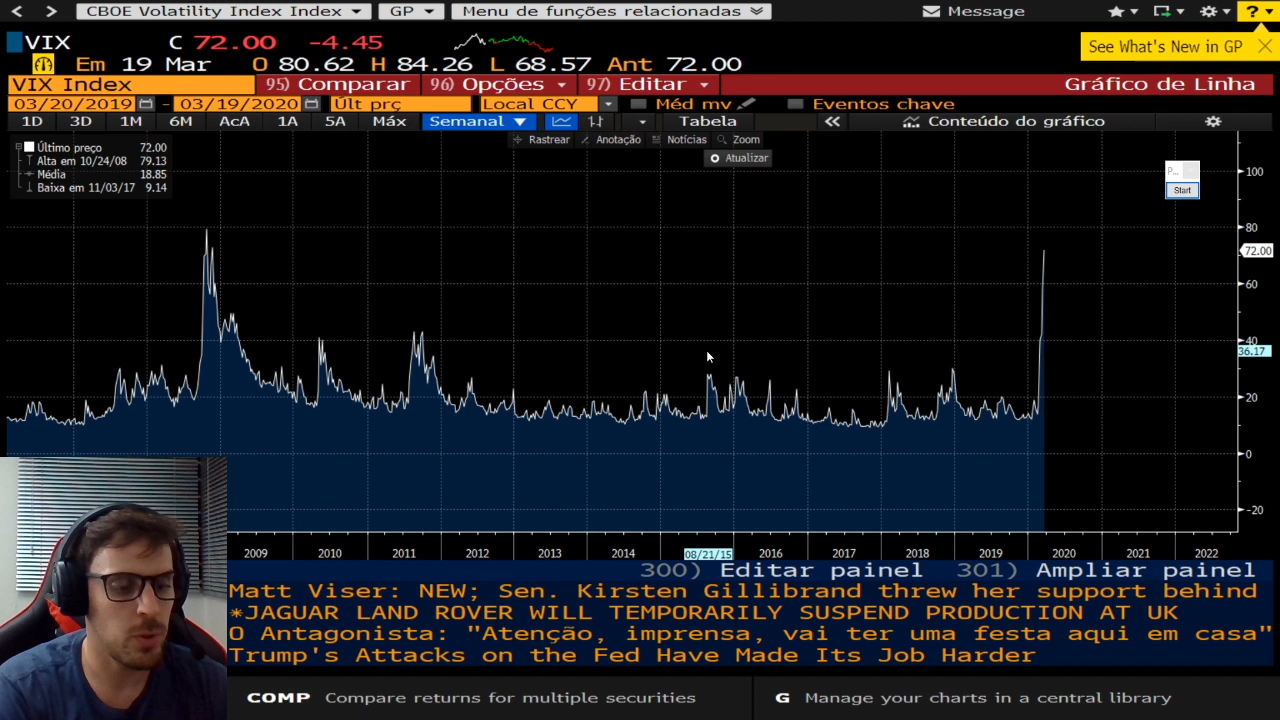 CBOE Volatility Index Index GP Menu de funções relacionadas Message ?
VIX C 72.00 -4.45
See What's New in GP
Em 19 Mar O 80.62 H 84.26 L 68.57 Ant 72.00
VIX Index 95) Comparar 96) Opções 97) Editar Gráfico de Linha
03/20/2019 - 03/19/2020 Últ prç Local CCY Méd mv Eventos chave
1D 3D 1M 6M AcA 1A 5A Máx Semanal Tabela Conteúdo do gráfico
Rastrear Anotação Notícias Zoom
Atualizar
Último preço 72.00
Alta em 10/24/08 79.13
Média 18.85
Baixa em 11/03/17 9.14
P...
Start
100
80
72.00
60
40
36.17
20
0
-20
2009 2010 2011 2012 2013 2014 08/21/15 2016 2017 2018 2019 2020 2021 2022
300) Editar painel 301) Ampliar painel
Matt Viser: NEW; Sen. Kirsten Gillibrand threw her support behind
*JAGUAR LAND ROVER WILL TEMPORARILY SUSPEND PRODUCTION AT UK
O Antagonista: "Atenção, imprensa, vai ter uma festa aqui em casa"
Trump's Attacks on the Fed Have Made Its Job Harder
COMP Compare returns for multiple securities G Manage your charts in a central library